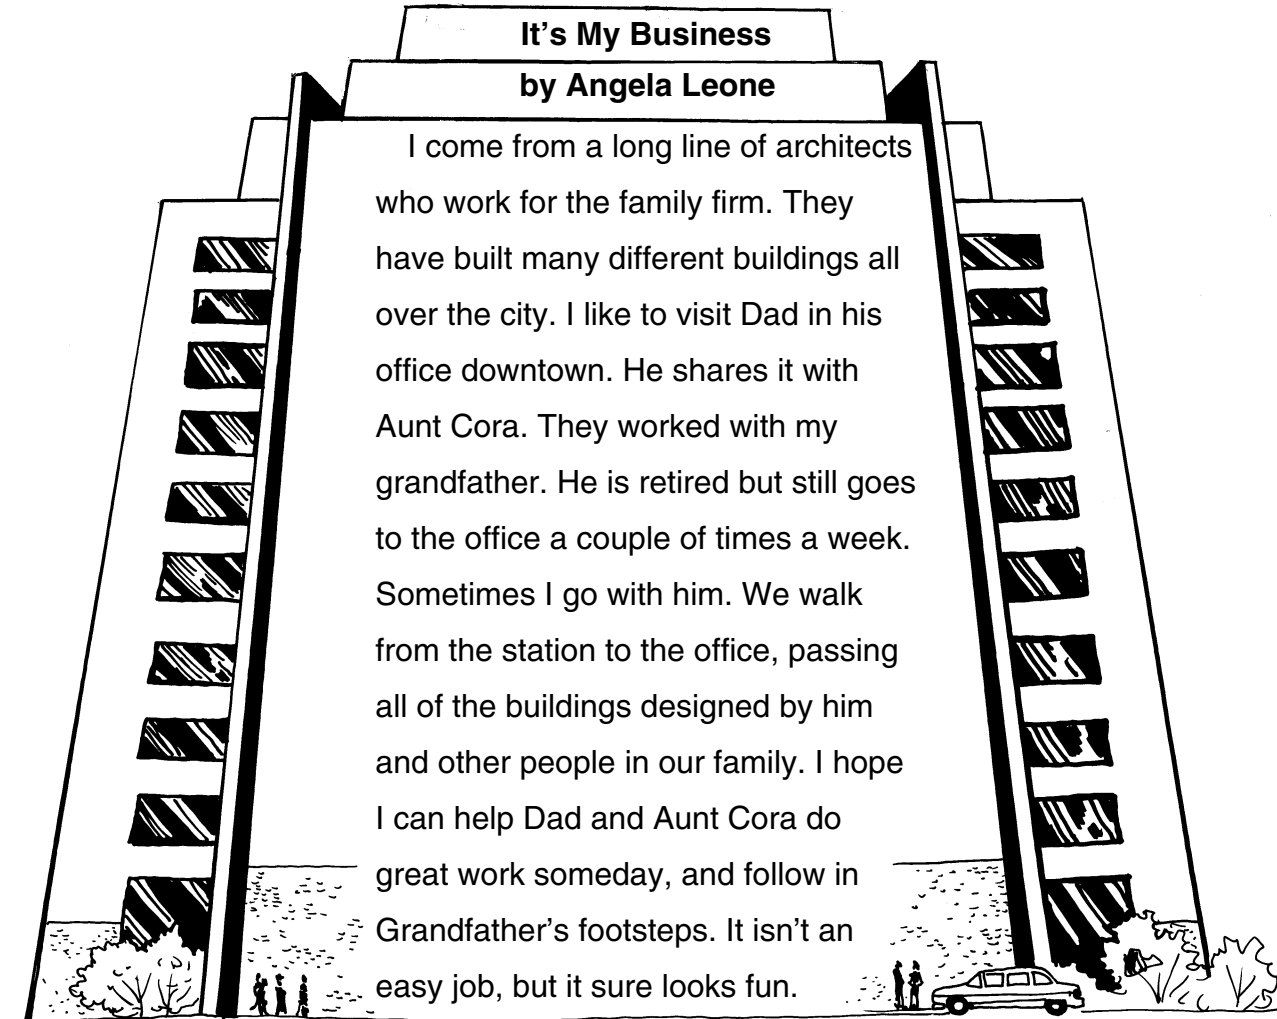 It’s My Business
by Angela Leone
I come from a long line of architects
who work for the family firm. They
have built many different buildings all
over the city. I like to visit Dad in his
office downtown. He shares it with
Aunt Cora. They worked with my
grandfather. He is retired but still goes
to the office a couple of times a week.
Sometimes I go with him. We walk
from the station to the office, passing
all of the buildings designed by him
and other people in our family. I hope
I can help Dad and Aunt Cora do
great work someday, and follow in
Grandfather’s footsteps. It isn’t an
easy job, but it sure looks fun.